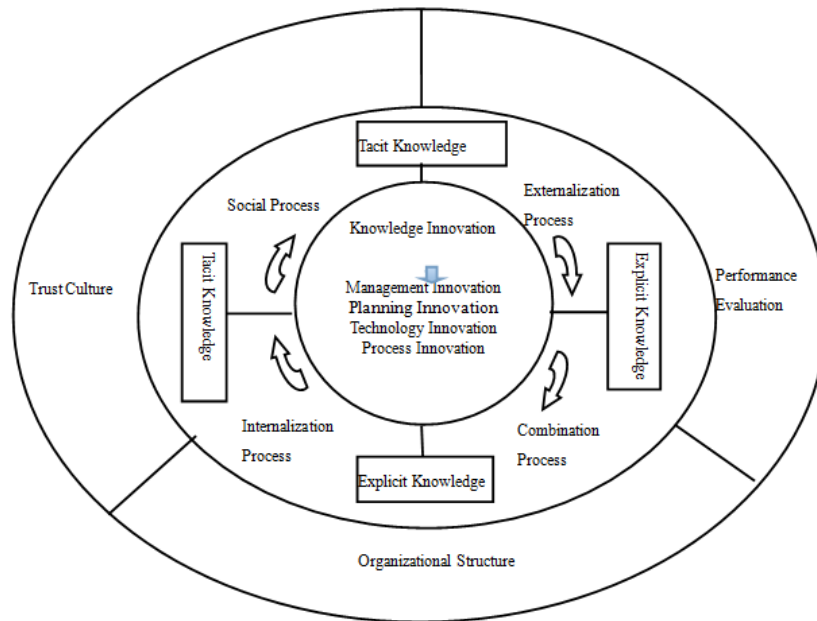 Tacit Knowledge
Social Process
Externalization
Process
Knowledge Innovation
Trust Culture
Tacit Knowledge
Management Innovation
Planning Innovation
Technology Innovation
Process Innovation
Explicit Knowledge
Performance
Evaluation
Internalization
Process
Combination
Process
Explicit Knowledge
Organizational Structure